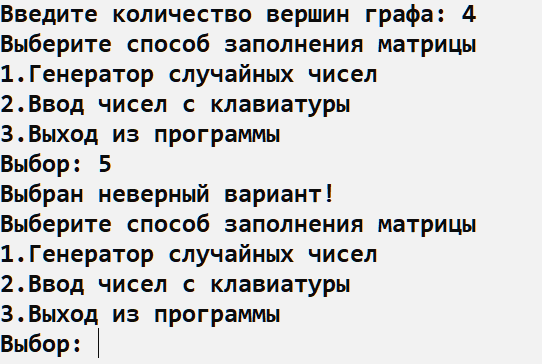 Введите количество вершин графа: 4
Выберите способ заполнения матрицы
1.Генератор случайных чисел
2.Ввод чисел с клавиатуры
3.Выход из программы
Выбор: 5
Выбран неверный вариант!
Выберите способ заполнения матрицы
1.Генератор случайных чисел
2.Ввод чисел с клавиатуры
3.Выход из программы
Выбор: